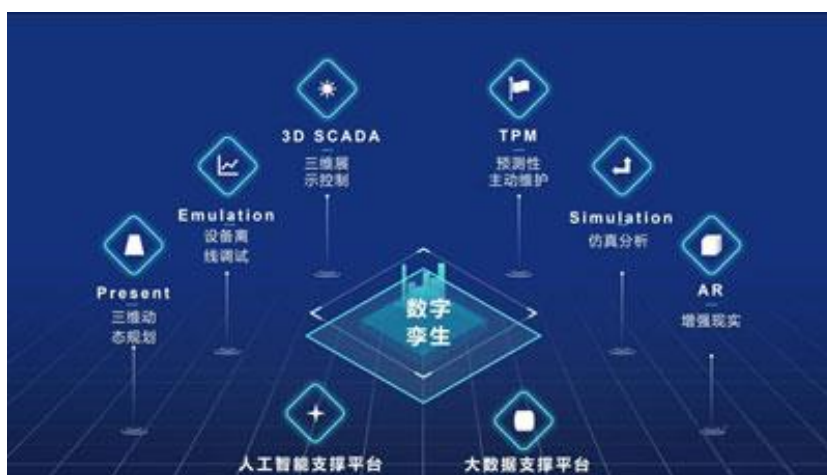 3D SCADA
三维展
示控制
TPM
预测性
主动维护
Emulation
设备离
线调试
Simulation
仿真分析
Present
三维动
态规划
AR
增强现实
数字
孪生
人工智能支撑平台
大数据支撑平台